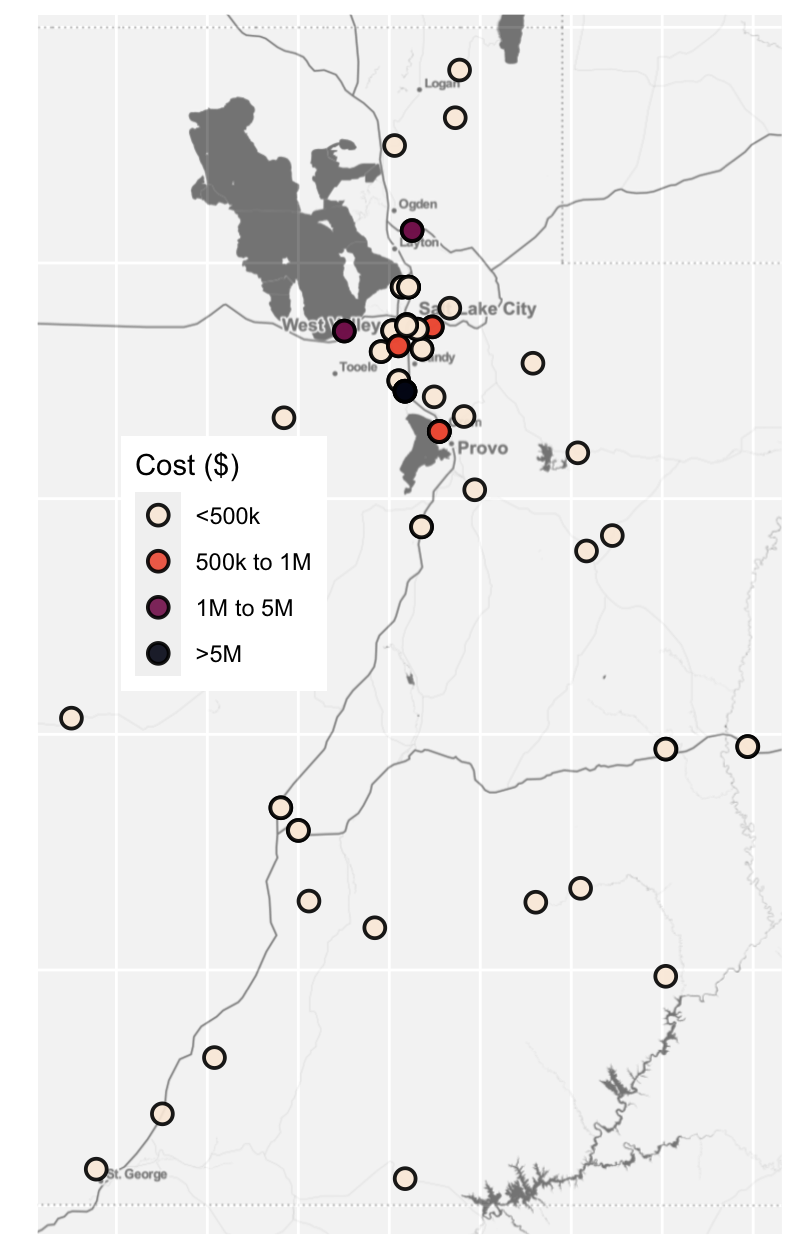 Logan
Ogden
Layton
Salt Lake City
West Valley
Sandy
Tooele
Provo
Cost ($)
<500k
500k to 1M
1M to 5M
>5M
St. George